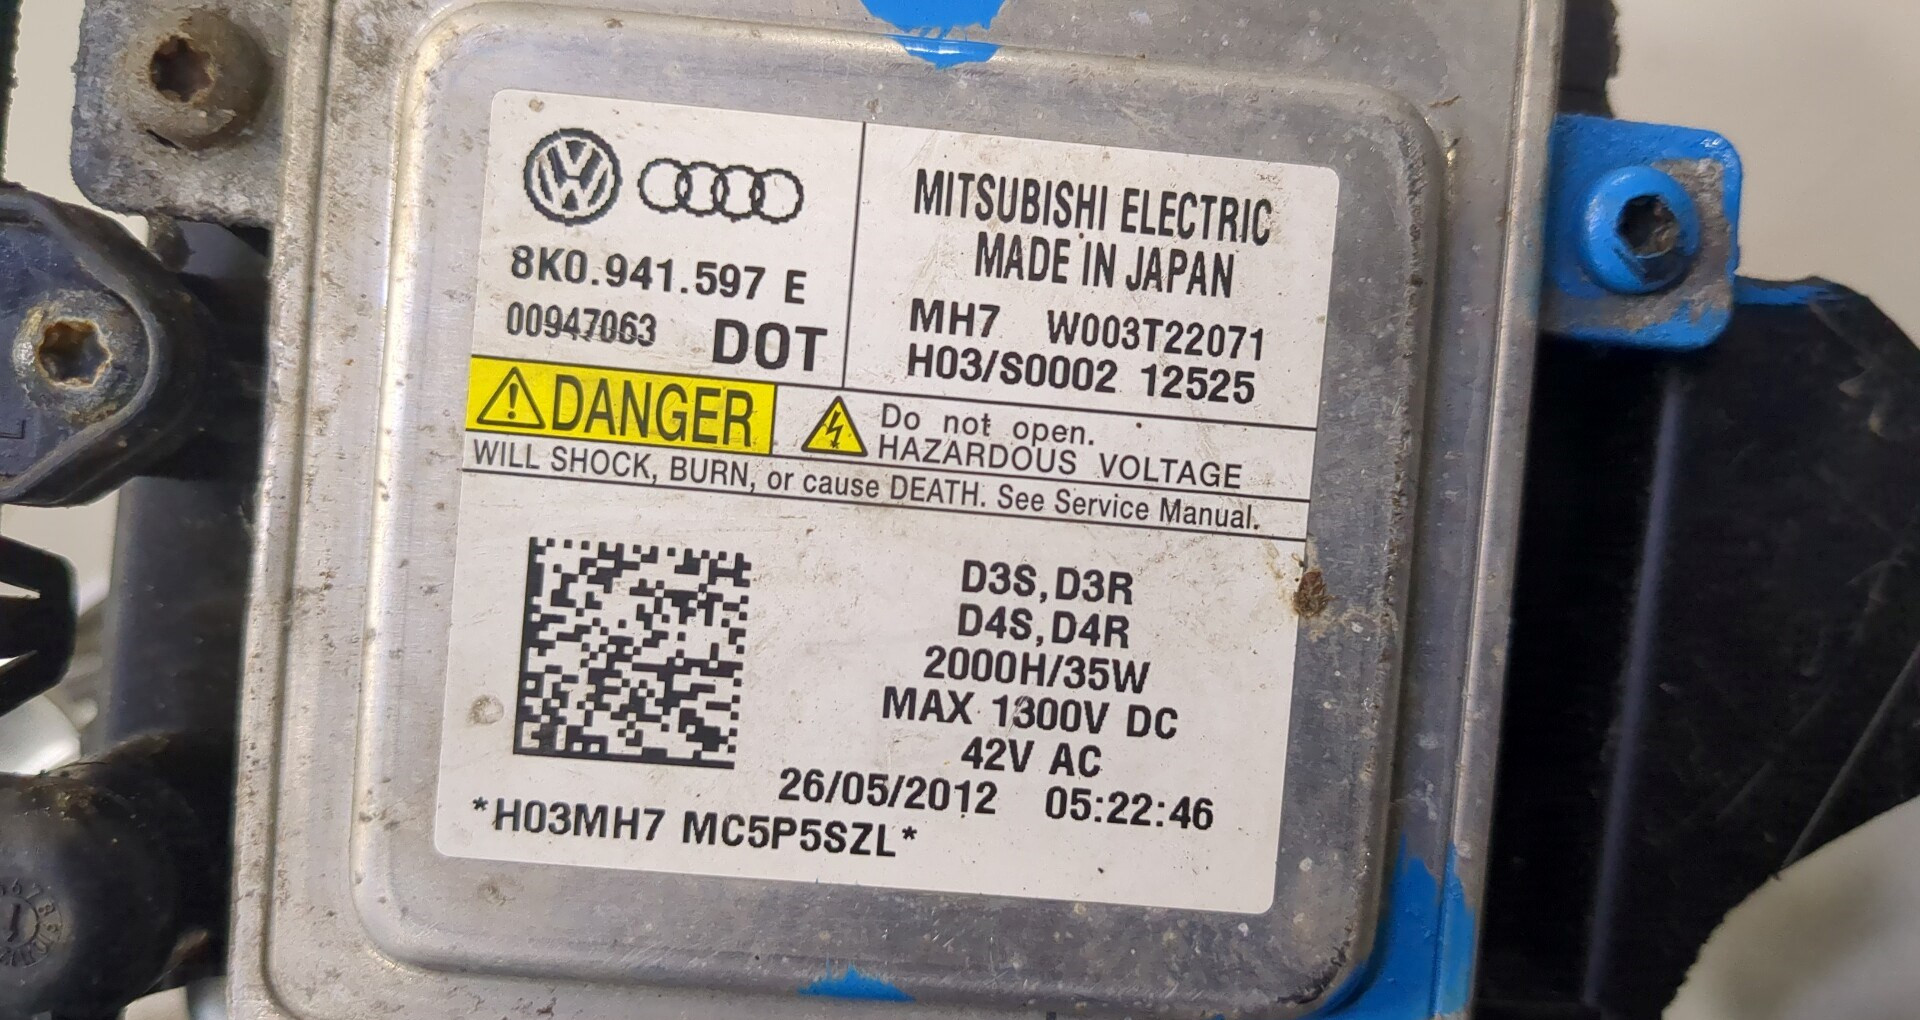 8K0.941.597 E
00947063 DOT
MITSUBISHI ELECTRIC
MADE IN JAPAN
MH7 W003T22071
H03/S0002 12525
DANGER
Do not open.
HAZARDOUS VOLTAGE
WILL SHOCK, BURN, or cause DEATH. See Service Manual.
D3S, D3R
D4S, D4R
2000H/35W
MAX 1300V DC
42V AC
26/05/2012 05:22:46
*H03MH7 MC5P5SZL*